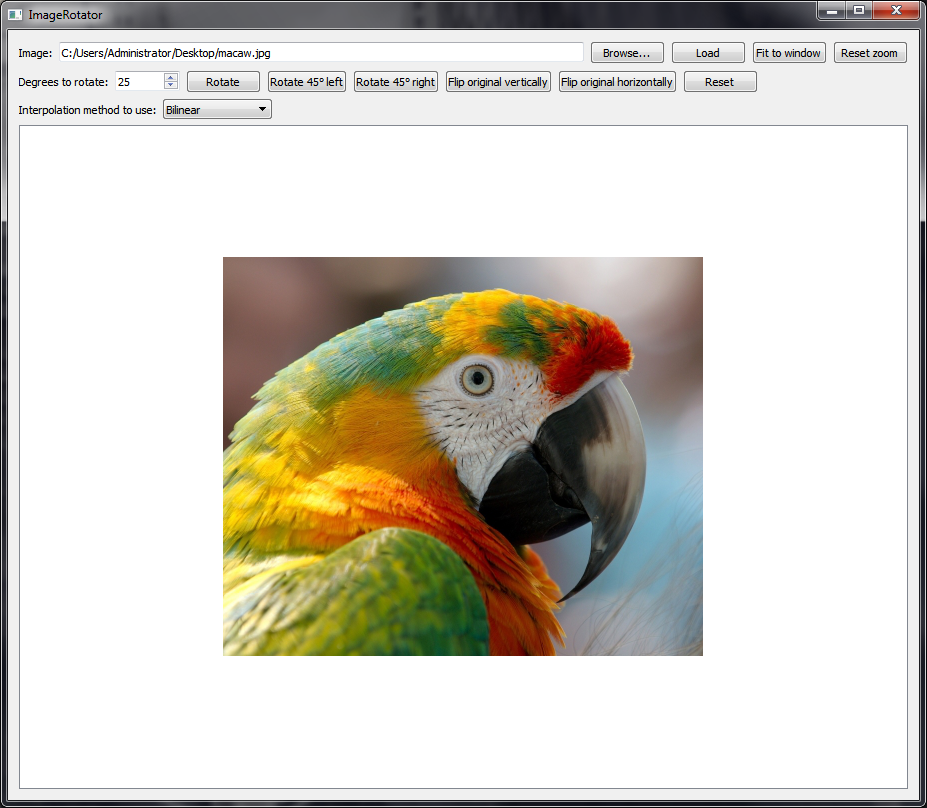 ImageRotator
Image: C:/Users/Administrator/Desktop/macaw.jpg Browse... Load Fit to window Reset zoom
Degrees to rotate: 25 Rotate Rotate 45° left Rotate 45° right Flip original vertically Flip original horizontally Reset
Interpolation method to use: Bilinear